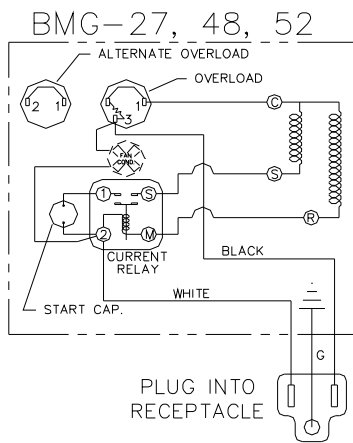 BMG-27, 48, 52
ALTERNATE OVERLOAD
OVERLOAD
2 1
1
3
C
FAN
COND.
S
1
S
R
2
M
CURRENT
RELAY
BLACK
WHITE
START CAP.
G
PLUG INTO
RECEPTACLE